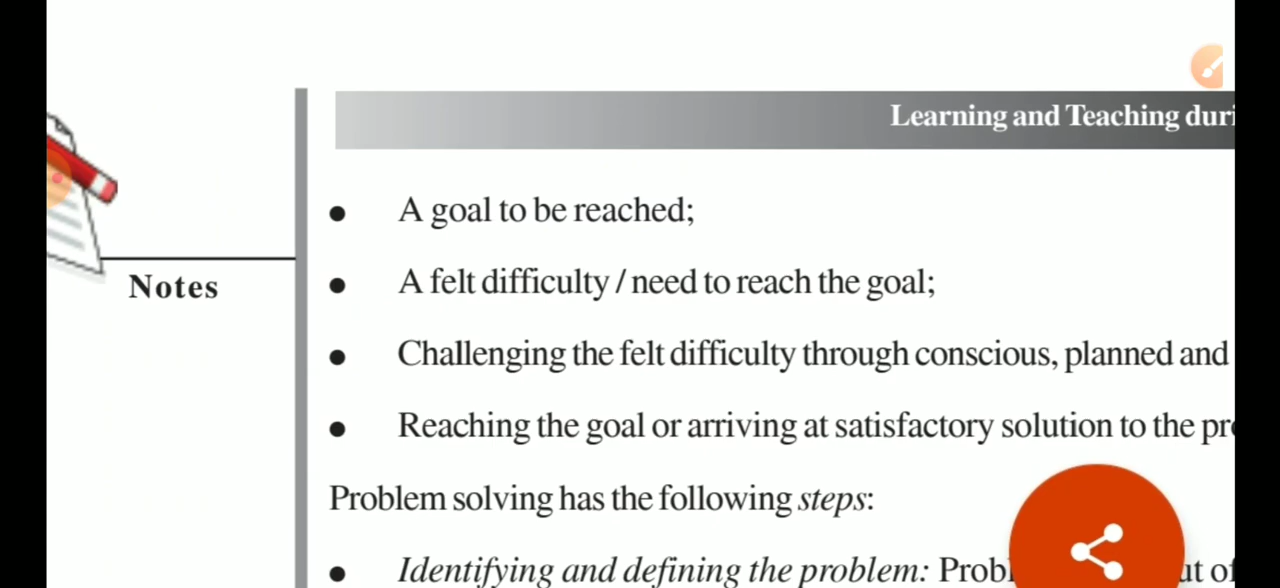 Learning and Teaching duri
● A goal to be reached;
● A felt difficulty / need to reach the goal;
Notes
● Challenging the felt difficulty through conscious, planned and
● Reaching the goal or arriving at satisfactory solution to the
Problem solving has the following steps:
● Identifying and defining the problem: